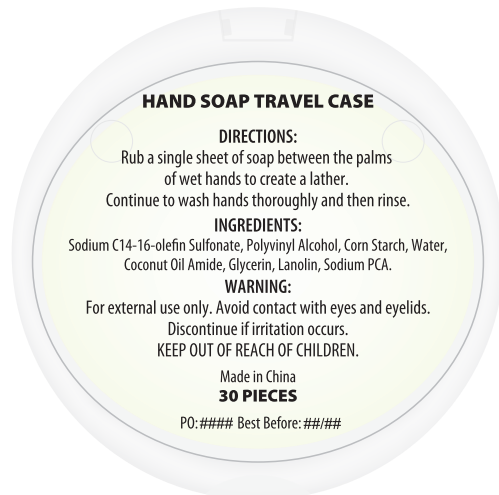 HAND SOAP TRAVEL CASE
DIRECTIONS:
Rub a single sheet of soap between the palms
of wet hands to create a lather.
Continue to wash hands thoroughly and then rinse.
INGREDIENTS:
Sodium C14-16-olefin Sulfonate, Polyvinyl Alcohol, Corn Starch, Water,
Coconut Oil Amide, Glycerin, Lanolin, Sodium PCA.
WARNING:
For external use only. Avoid contact with eyes and eyelids.
Discontinue if irritation occurs.
KEEP OUT OF REACH OF CHILDREN.
Made in China
30 PIECES
PO: #### Best Before: ##/##